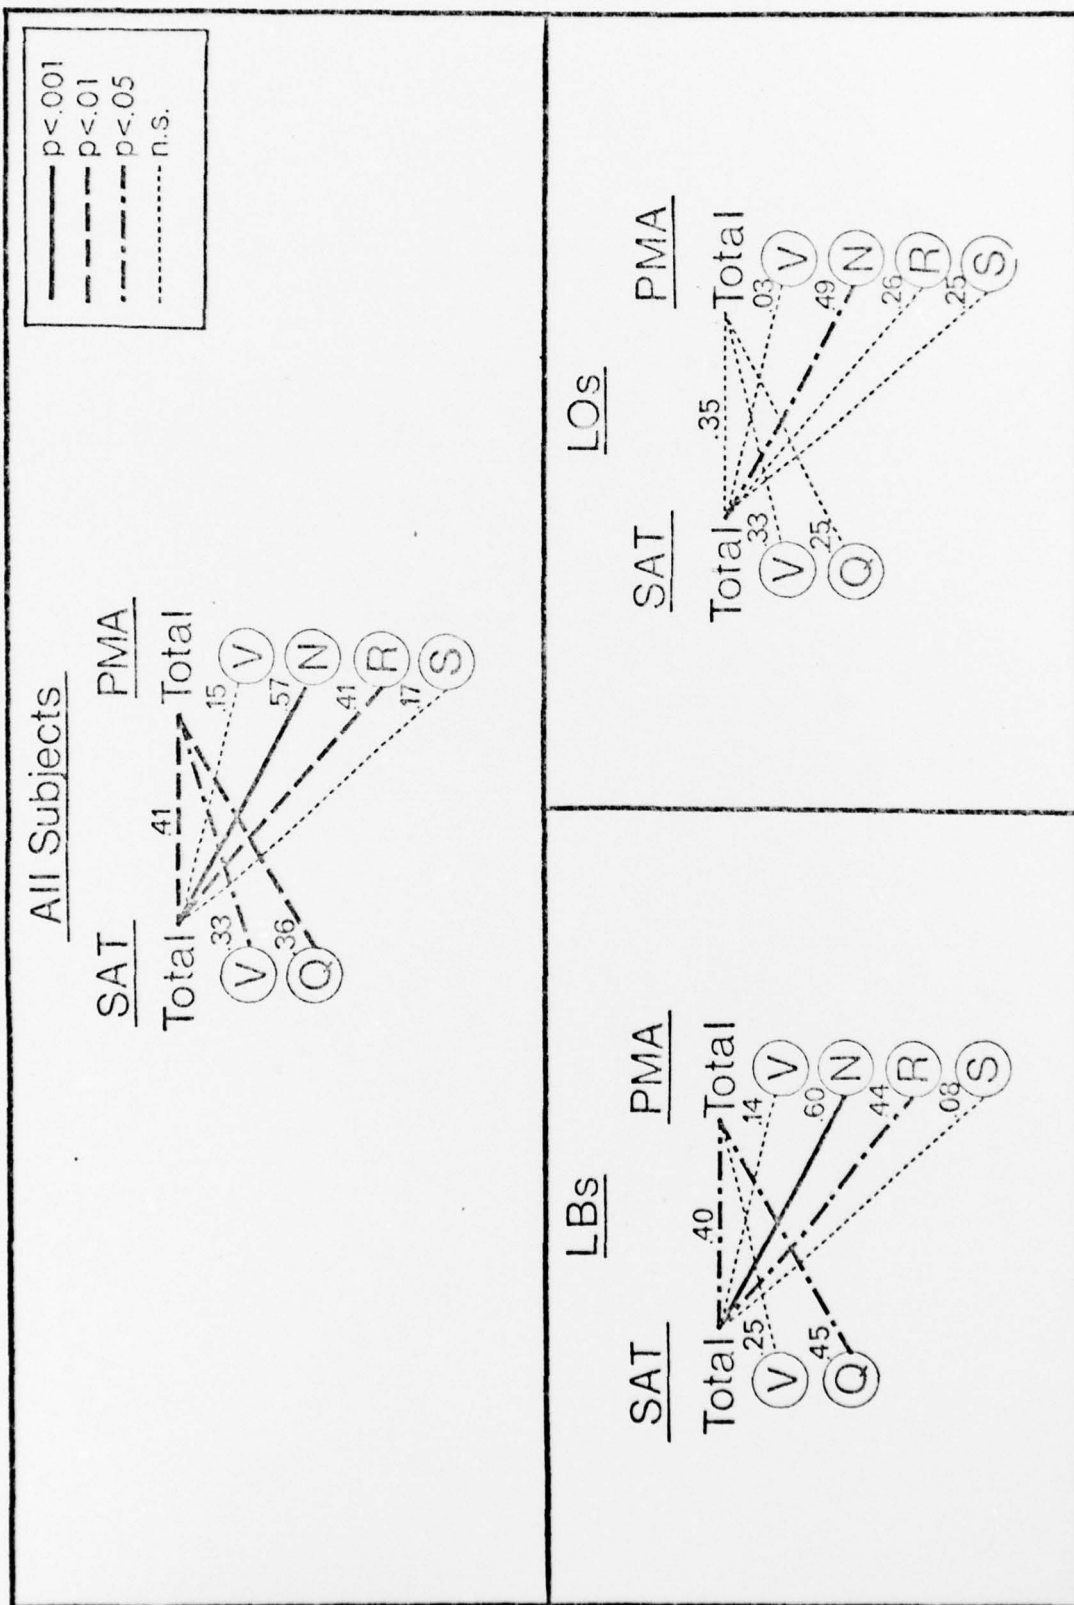 p<.001
p<.01
p<.05
n.s.
All Subjects
SAT PMA
Total .41 Total
V .33 .15 V
Q .36 .57 N
.41 R
.17 S
LBs
SAT PMA
Total .40 Total
V .25 .14 V
Q .45 .60 N
.44 R
.08 S
LOs
SAT PMA
Total .35 Total
V .33 .03 V
Q .25 .49 N
.26 R
.25 S